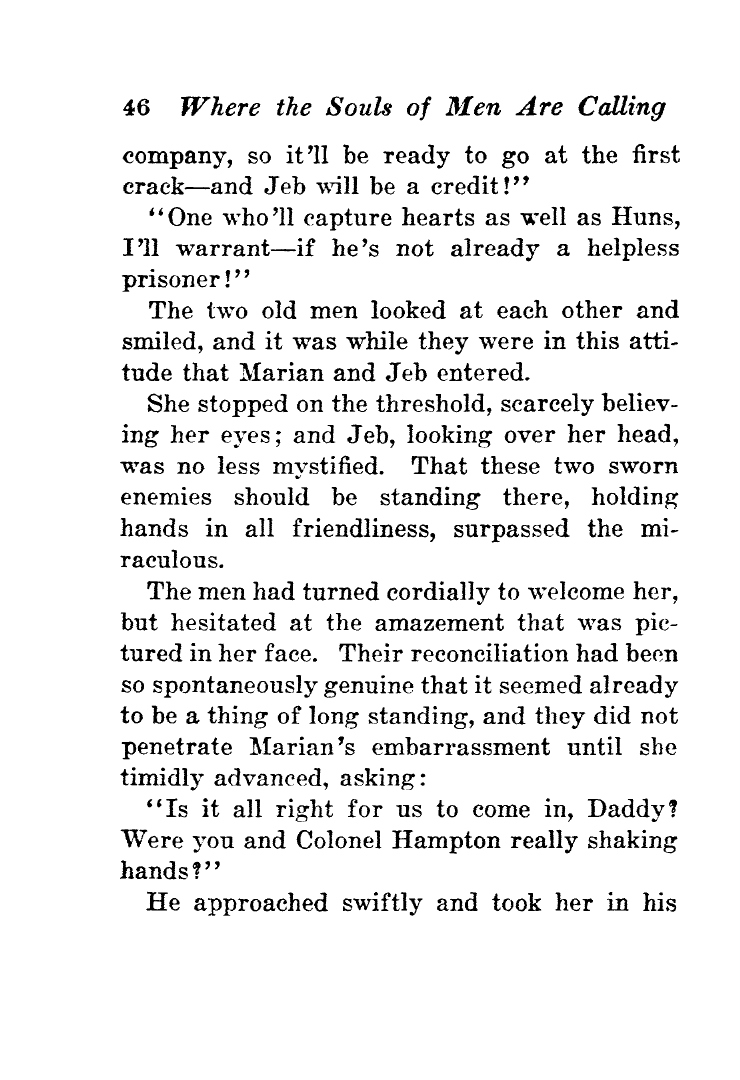 46 Where the Souls of Men Are Calling
company, so it'll be ready to go at the first
crack—and Jeb will be a credit!"
"One who'll capture hearts as well as Huns,
I'll warrant—if he's not already a helpless
prisoner!"
The two old men looked at each other and
smiled, and it was while they were in this atti-
tude that Marian and Jeb entered.
She stopped on the threshold, scarcely believ-
ing her eyes; and Jeb, looking over her head,
was no less mystified. That these two sworn
enemies should be standing there, holding
hands in all friendliness, surpassed the mi-
raculous.
The men had turned cordially to welcome her,
but hesitated at the amazement that was pic-
tured in her face. Their reconciliation had been
so spontaneously genuine that it seemed already
to be a thing of long standing, and they did not
penetrate Marian's embarrassment until she
timidly advanced, asking:
"Is it all right for us to come in, Daddy?
Were you and Colonel Hampton really shaking
hands?"
He approached swiftly and took her in his